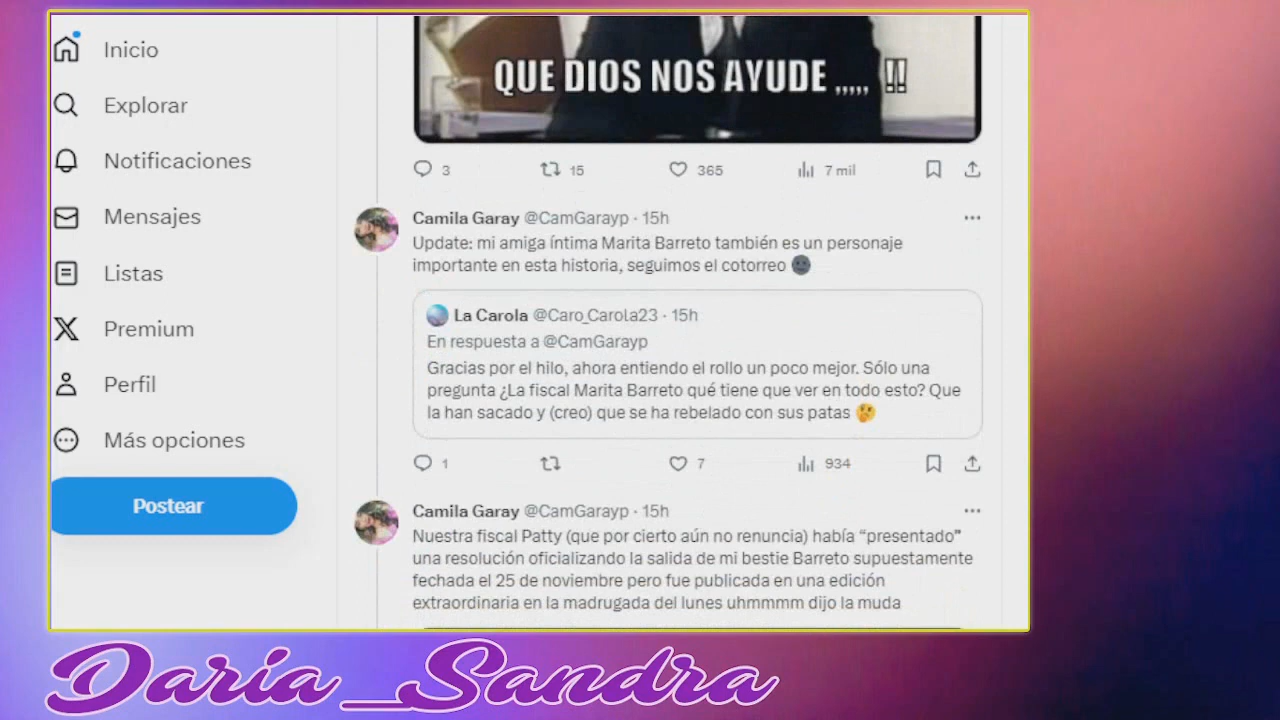 Inicio
Explorar
Notificaciones
Mensajes
Listas
Premium
Perfil
Más opciones
Postear
QUE DIOS NOS AYUDE ,,,,, !!
3 15 365 7 mil
Camila Garay @CamGarayp · 15h
Update: mi amiga íntima Marita Barreto también es un personaje
importante en esta historia, seguimos el cotorreo
La Carola @Caro_Carola23 · 15h
En respuesta a @CamGarayp
Gracias por el hilo, ahora entiendo el rollo un poco mejor. Sólo una
pregunta ¿La fiscal Marita Barreto qué tiene que ver en todo esto? Que
la han sacado y (creo) que se ha rebelado con sus patas 🤔
1 7 934
Camila Garay @CamGarayp · 15h
Nuestra fiscal Patty (que por cierto aún no renuncia) había “presentado”
una resolución oficializando la salida de mi bestie Barreto supuestamente
fechada el 25 de noviembre pero fue publicada en una edición
extraordinaria en la madrugada del lunes uhmmmm dijo la muda
Daria_Sandra